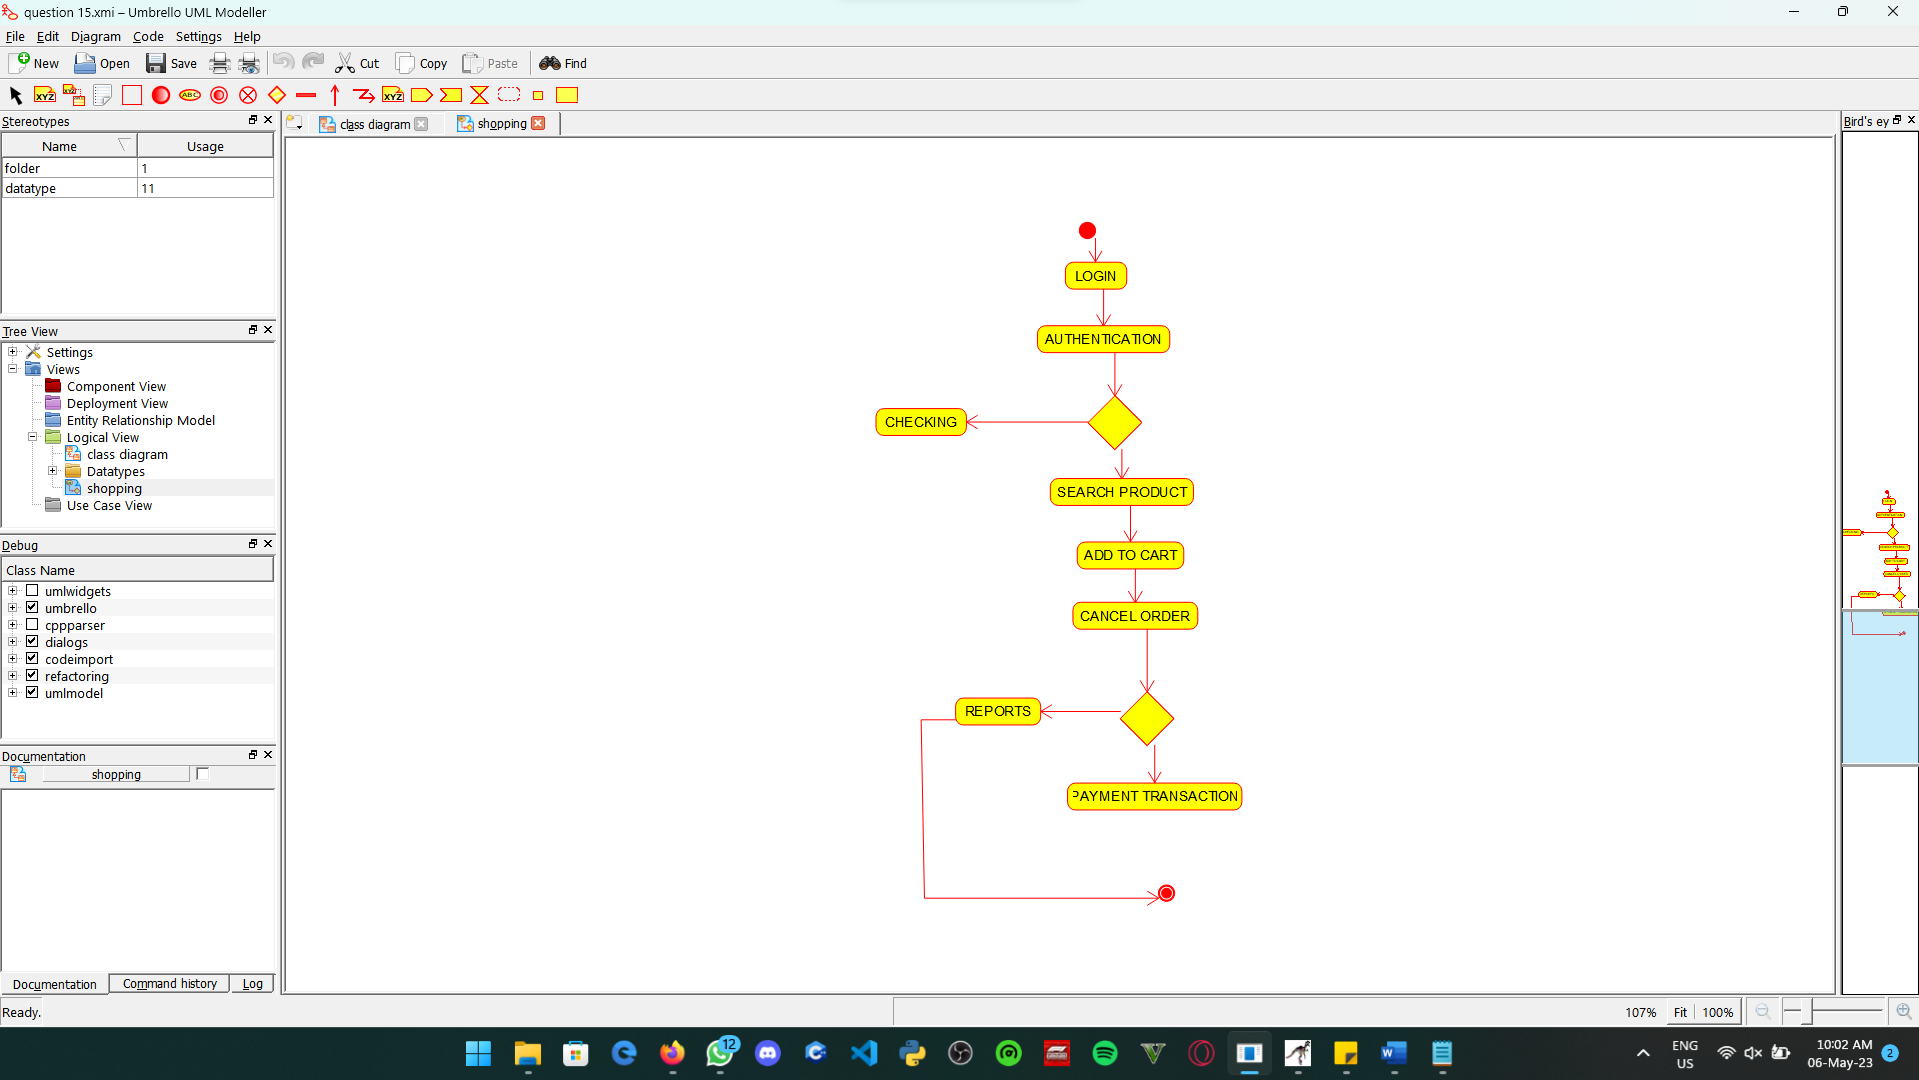 question 15.xmi – Umbrello UML Modeller
File Edit Diagram Code Settings Help
New Open Save Cut Copy Paste Find
XYZ XYZ ABC XYZ
Stereotypes
Name Usage
folder 1
datatype 11
Tree View
Settings
Views
Component View
Deployment View
Entity Relationship Model
Logical View
class diagram
Datatypes
shopping
Use Case View
Debug
Class Name
umlwidgets
umbrello
cppparser
dialogs
codeimport
refactoring
umlmodel
Documentation
shopping
Documentation Command history Log
Ready.
class diagram shopping
LOGIN
AUTHENTICATION
CHECKING
SEARCH PRODUCT
ADD TO CART
CANCEL ORDER
REPORTS
PAYMENT TRANSACTION
Bird's ey
107% Fit 100%
12
ENG
US
10:02 AM
06-May-23
2